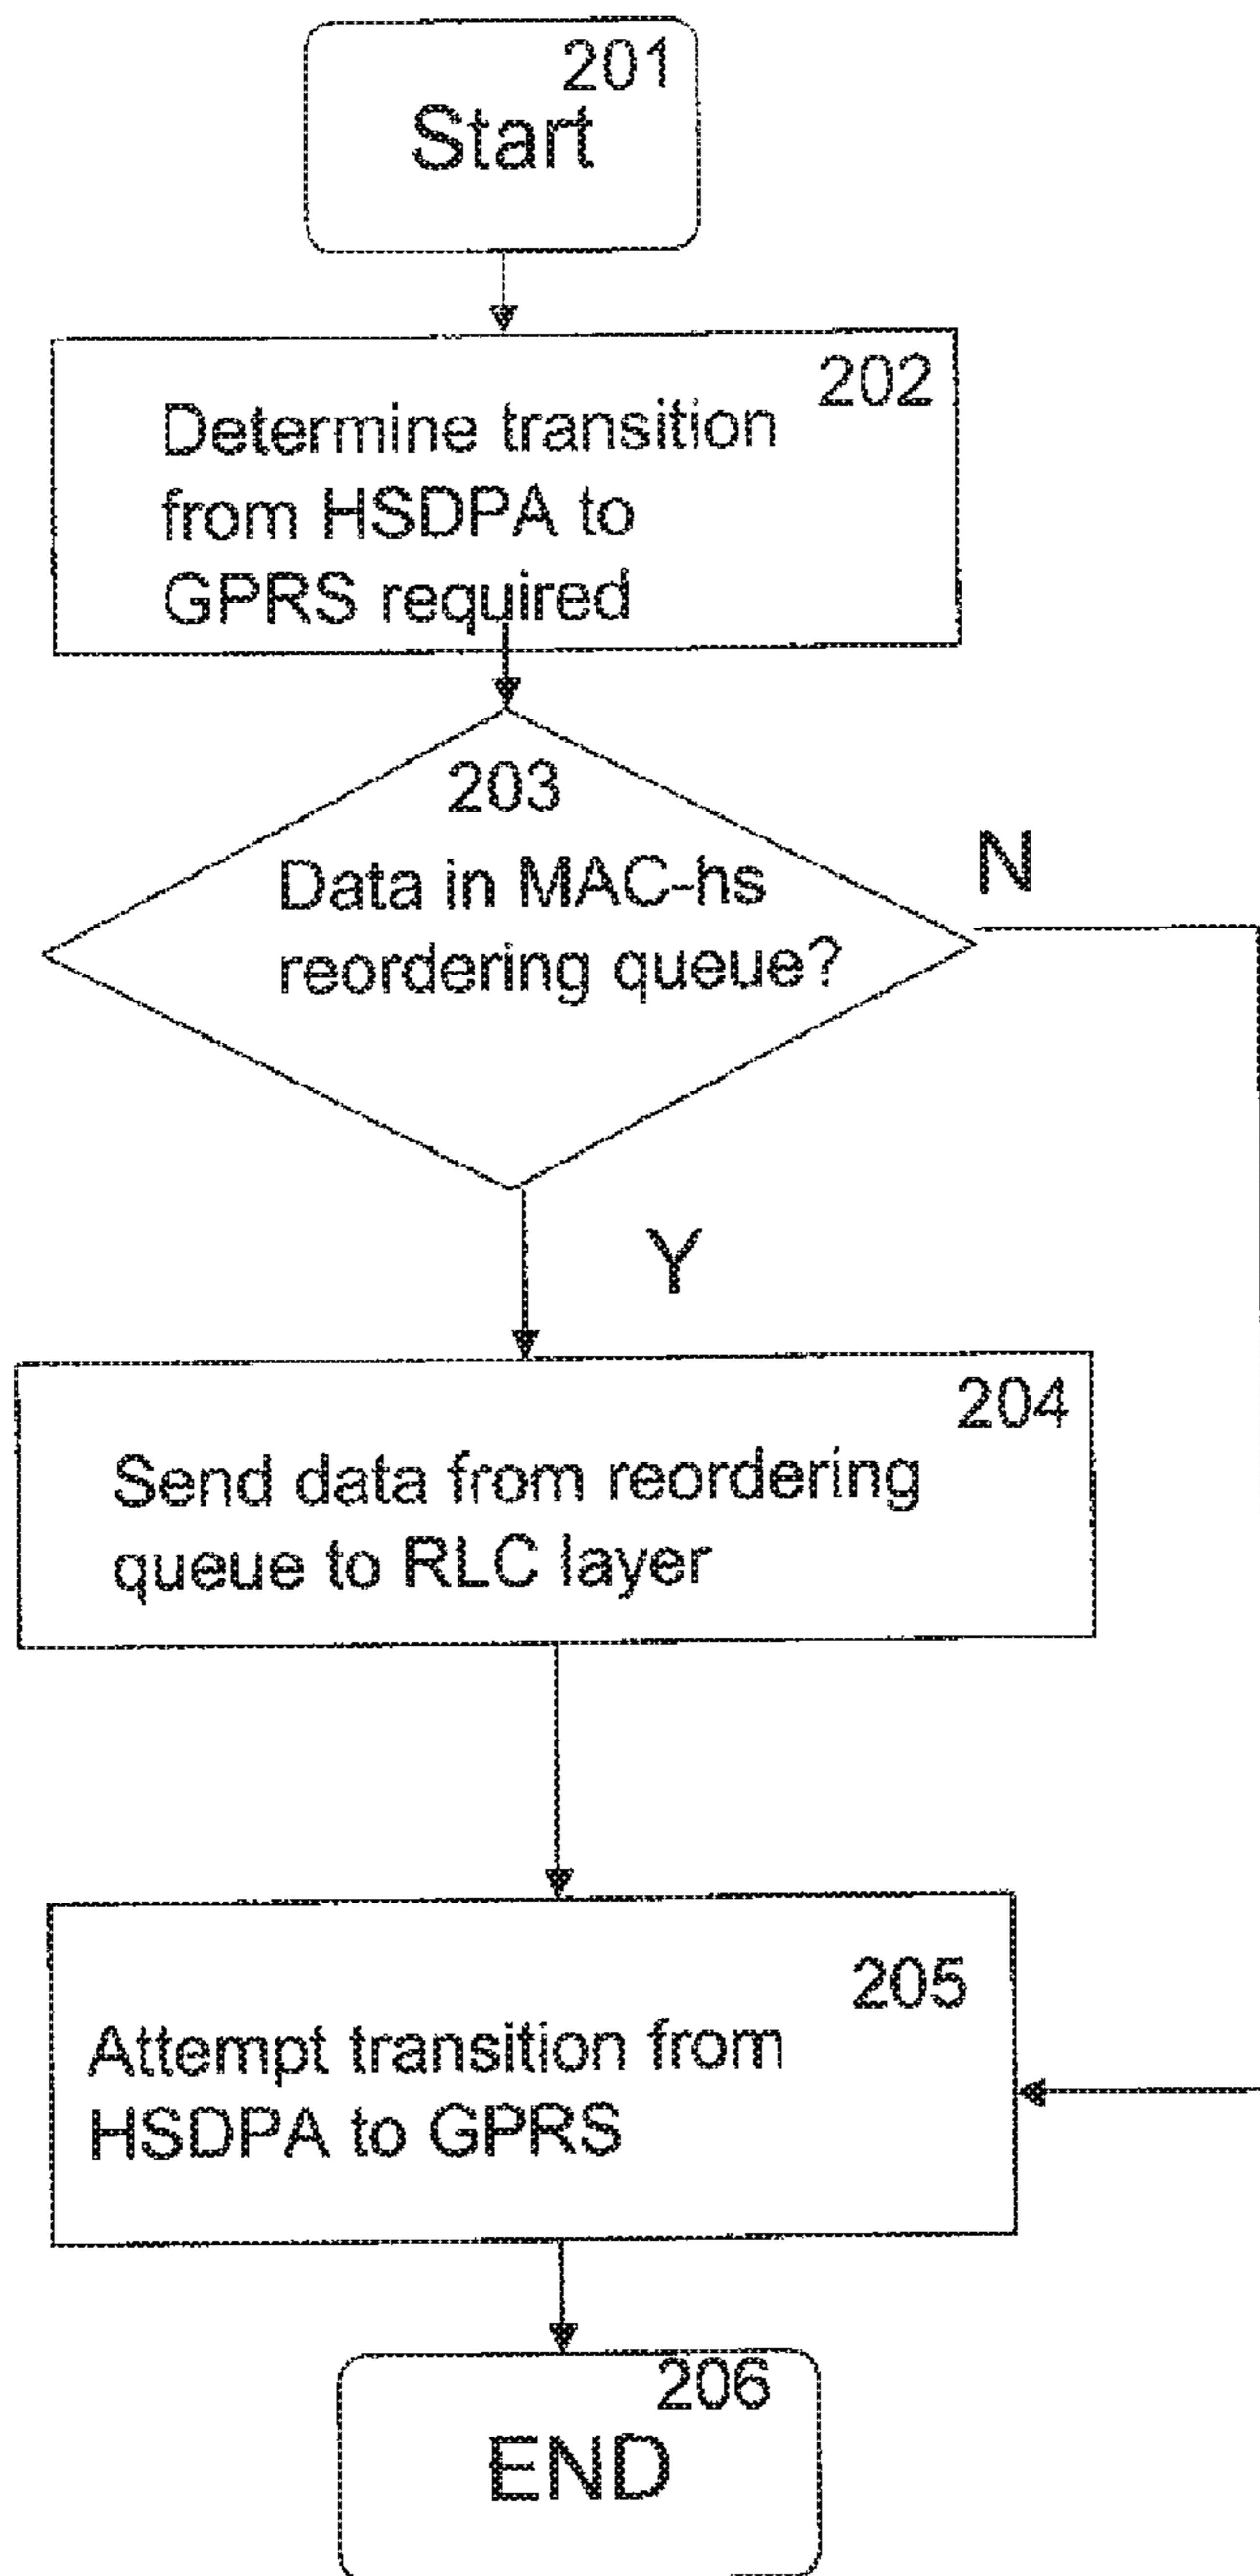 201
Start
202
Determine transition
from HSDPA to
GPRS required
203
Data in MAC-hs
reordering queue?
N
Y
204
Send data from reordering
queue to RLC layer
205
Attempt transition from
HSDPA to GPRS
206
END